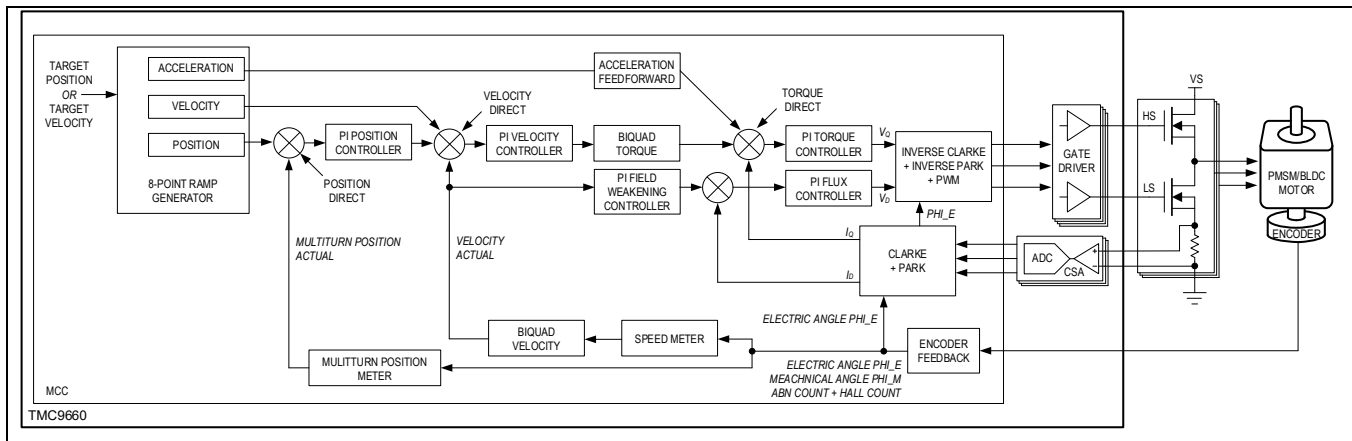 TARGET
POSITION
OR
TARGET
VELOCITY
ACCELERATION
VELOCITY
POSITION
8-POINT RAMP
GENERATOR
POSITION
DIRECT
PI POSITION
CONTROLLER
VELOCITY
DIRECT
PI VELOCITY
CONTROLLER
ACCELERATION
FEEDFORWARD
BIQUAD
TORQUE
PI FIELD
WEAKENING
CONTROLLER
TORQUE
DIRECT
PI TORQUE
CONTROLLER
PI FLUX
CONTROLLER
VQ
VD
INVERSE CLARKE
+ INVERSE PARK
+ PWM
PHI_E
GATE
DRIVER
VS
HS
LS
PMSM/BLDC
MOTOR
ENCODER
MULTITURN POSITION
ACTUAL
VELOCITY
ACTUAL
IQ
ID
CLARKE
+ PARK
ADC
CSA
+
–
ELECTRIC ANGLE PHI_E
BIQUAD
VELOCITY
SPEED METER
ENCODER
FEEDBACK
MULITTURN POSITION
METER
ELECTRIC ANGLE PHI_E
MEACHNICAL ANGLE PHI_M
ABN COUNT + HALL COUNT
MCC
TMC9660